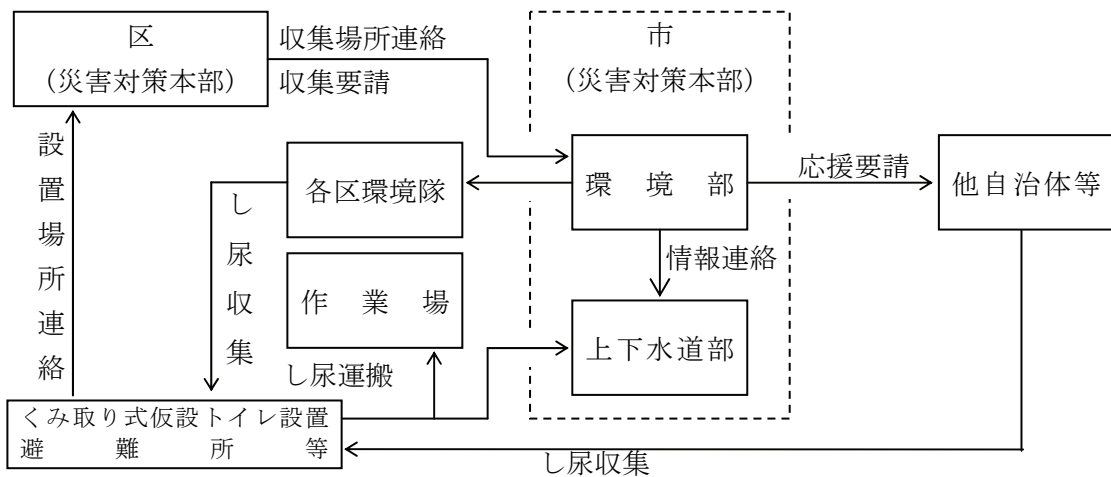 区
(災害対策本部)
収集場所連絡
収集要請
市
(災害対策本部)
設置場所連絡
し尿収集
各区環境隊
環境部
応援要請
他自治体等
情報連絡
作業場
上下水道部
し尿運搬
くみ取り式仮設トイレ設置
避難所等
し尿収集